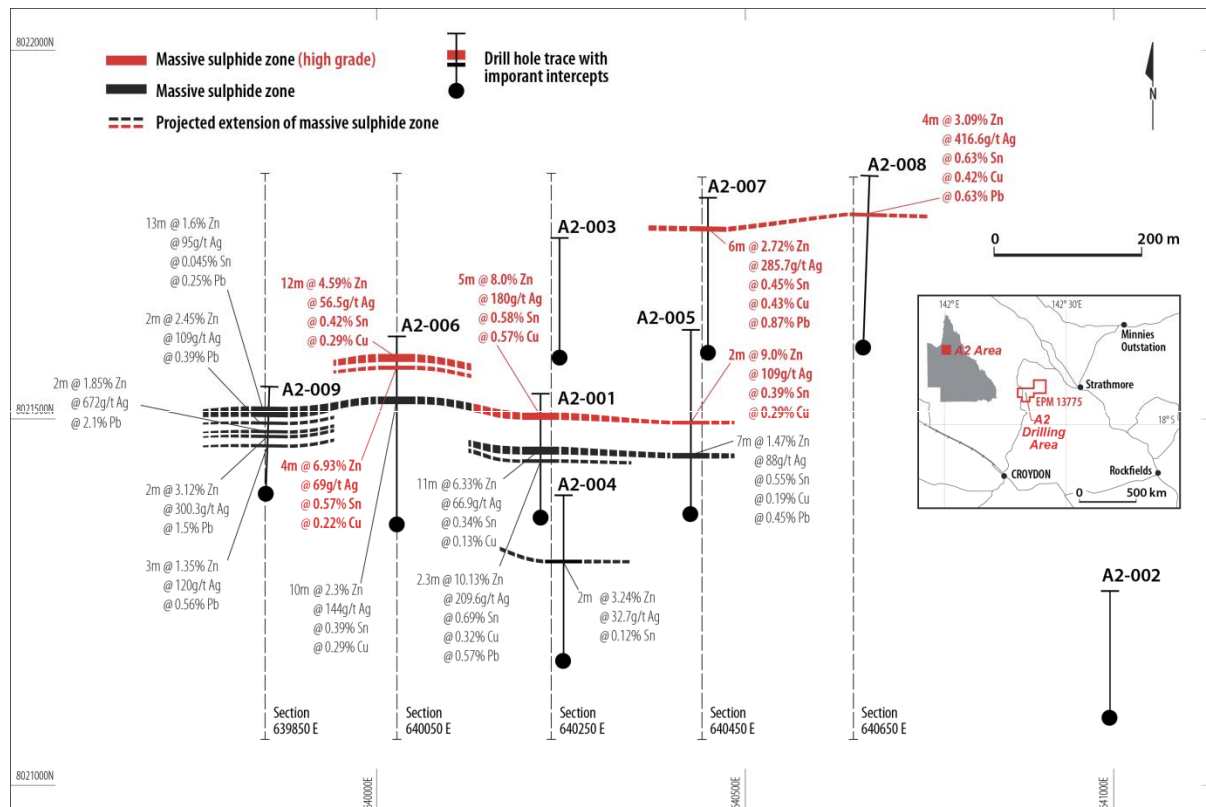 8022000N
Massive sulphide zone (high grade)
Massive sulphide zone
Projected extension of massive sulphide zone
Drill hole trace with
imporant intercepts
N
4m @ 3.09% Zn
@ 416.6g/t Ag
@ 0.63% Sn
@ 0.42% Cu
@ 0.63% Pb
A2-008
A2-007
A2-003
0 200 m
13m @ 1.6% Zn
@ 95g/t Ag
@ 0.045% Sn
@ 0.25% Pb
12m @ 4.59% Zn
@ 56.5g/t Ag
@ 0.42% Sn
@ 0.29% Cu
5m @ 8.0% Zn
@ 180g/t Ag
@ 0.58% Sn
@ 0.57% Cu
6m @ 2.72% Zn
@ 285.7g/t Ag
@ 0.45% Sn
@ 0.43% Cu
@ 0.87% Pb
A2-006
A2-005
2m @ 2.45% Zn
@ 109g/t Ag
@ 0.39% Pb
2m @ 9.0% Zn
@ 109g/t Ag
@ 0.39% Sn
@ 0.29% Cu
2m @ 1.85% Zn
@ 672g/t Ag
@ 2.1% Pb
A2-009
A2-001
8021500N
7m @ 1.47% Zn
@ 88g/t Ag
@ 0.55% Sn
@ 0.19% Cu
@ 0.45% Pb
4m @ 6.93% Zn
@ 69g/t Ag
@ 0.57% Sn
@ 0.22% Cu
2m @ 3.12% Zn
@ 300.3g/t Ag
@ 1.5% Pb
11m @ 6.33% Zn
@ 66.9g/t Ag
@ 0.34% Sn
@ 0.13% Cu
A2-004
3m @ 1.35% Zn
@ 120g/t Ag
@ 0.56% Pb
10m @ 2.3% Zn
@ 144g/t Ag
@ 0.39% Sn
@ 0.29% Cu
2.3m @ 10.13% Zn
@ 209.6g/t Ag
@ 0.69% Sn
@ 0.32% Cu
@ 0.57% Pb
2m @ 3.24% Zn
@ 32.7g/t Ag
@ 0.12% Sn
142° E
142° 30' E
Minnies
Outstation
A2 Area
Strathmore
EPM 13775
18° S
A2
Drilling
Area
CROYDON
Rockfields
0 500 km
A2-002
Section
639850 E
Section
640050 E
Section
640250 E
Section
640450 E
Section
640650 E
8021000N
640000E
640500E
641000E